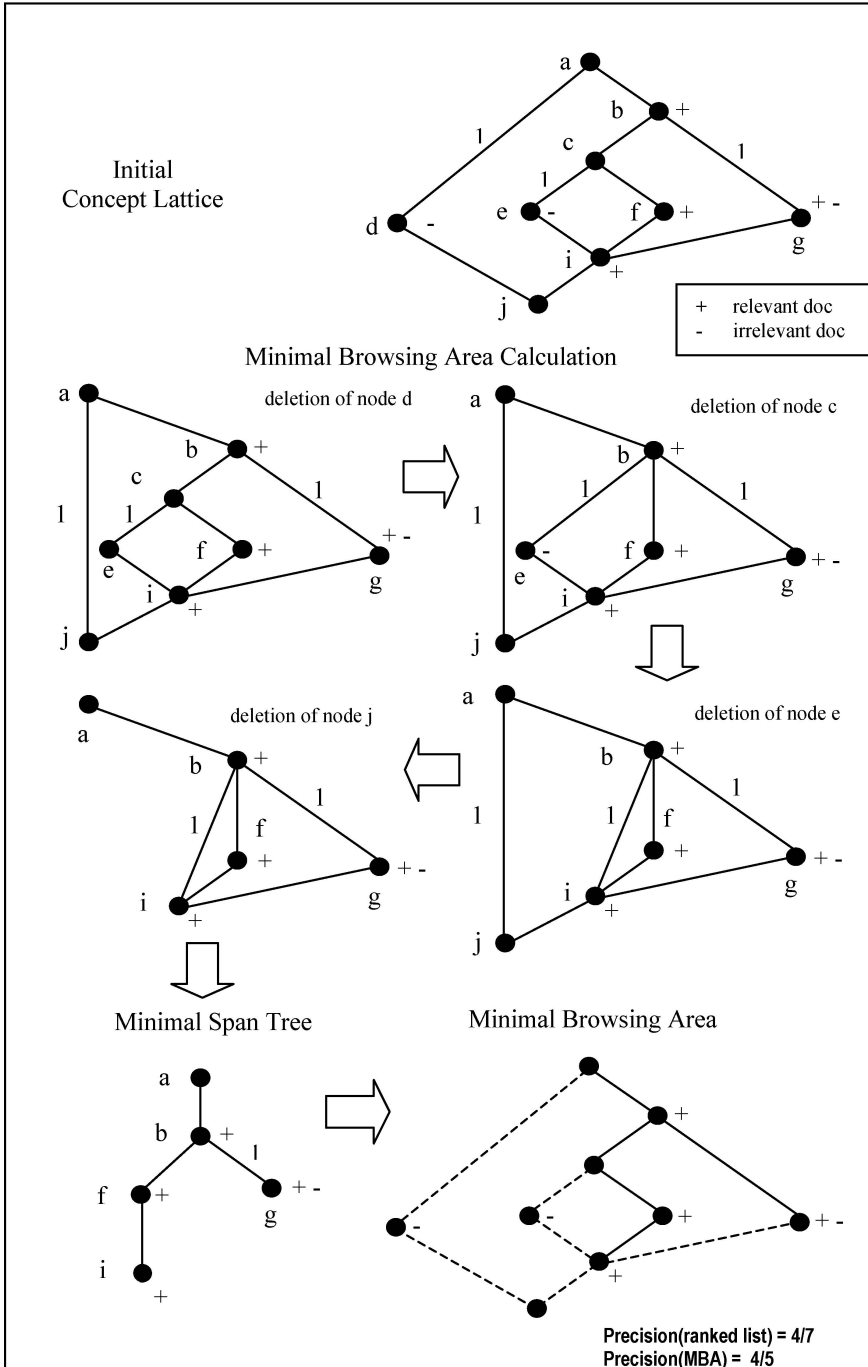 a
b +
1 1
c
Initial
Concept Lattice
1
e - f + + -
d - g
i +
j
+ relevant doc
- irrelevant doc
Minimal Browsing Area Calculation
a deletion of node d
b +
c
1 1 1
e f + + -
g
i +
j
a deletion of node c
b +
1 1 1
e - f + + -
g
i +
j
a deletion of node j
b +
1 1
f + + -
g
i +
a deletion of node e
b +
1 1 1
f + + -
g
i +
j
Minimal Span Tree
a
b + 1
f + + -
g
i +
Minimal Browsing Area
+
- - + + -
+
Precision(ranked list) = 4/7
Precision(MBA) = 4/5